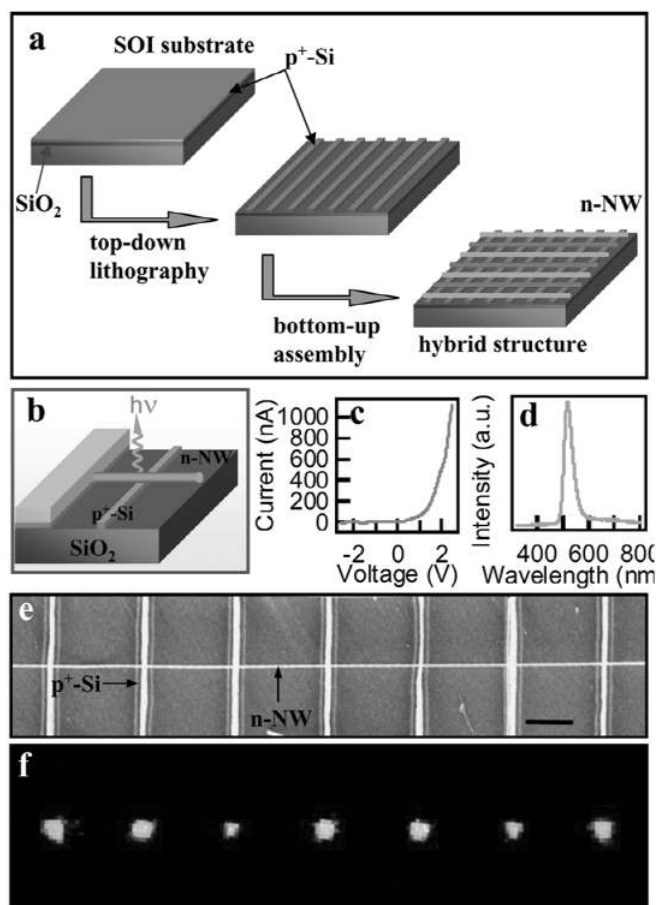 a
SOI substrate
p⁺-Si
SiO₂
top-down
lithography
n-NW
bottom-up
assembly
hybrid structure
b
hν
n-NW
p⁺-Si
SiO₂
c
Current (nA)
1000
800
600
400
200
0
-2 0 2
Voltage (V)
d
Intensity (a.u.)
400 600 800
Wavelength (nm)
e
p⁺-Si
n-NW
f